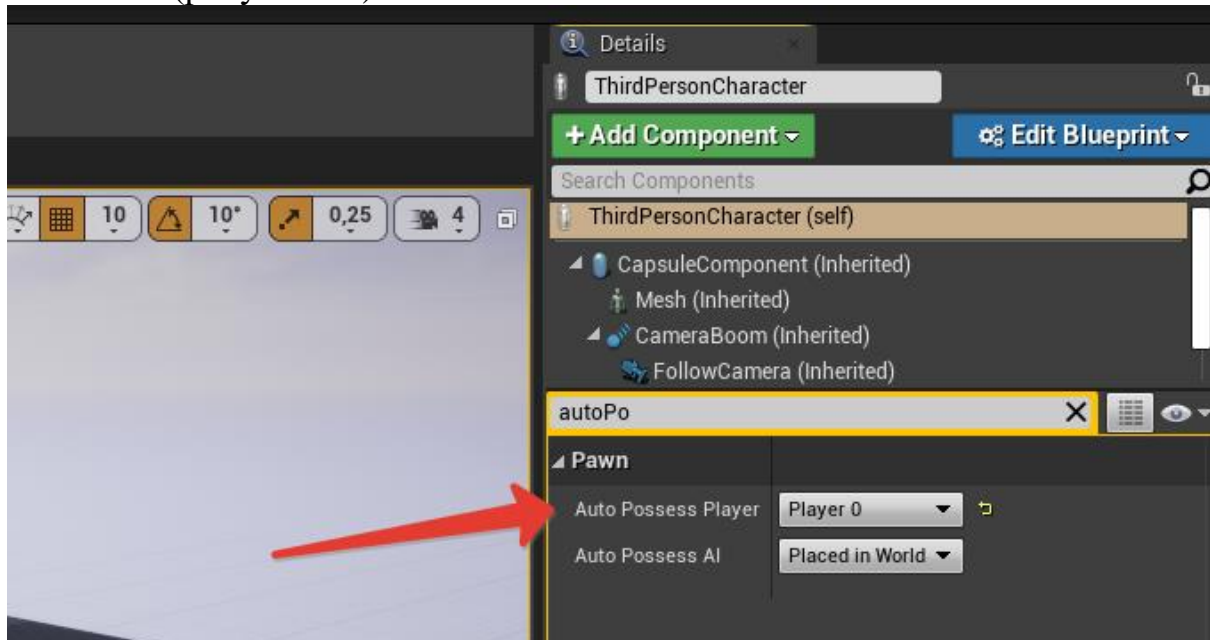 Details
ThirdPersonCharacter
+ Add Component
Edit Blueprint
Search Components
10
10°
0,25
4
ThirdPersonCharacter (self)
CapsuleComponent (Inherited)
Mesh (Inherited)
CameraBoom (Inherited)
FollowCamera (Inherited)
autoPo
Pawn
Auto Possess Player Player 0
Auto Possess AI Placed in World